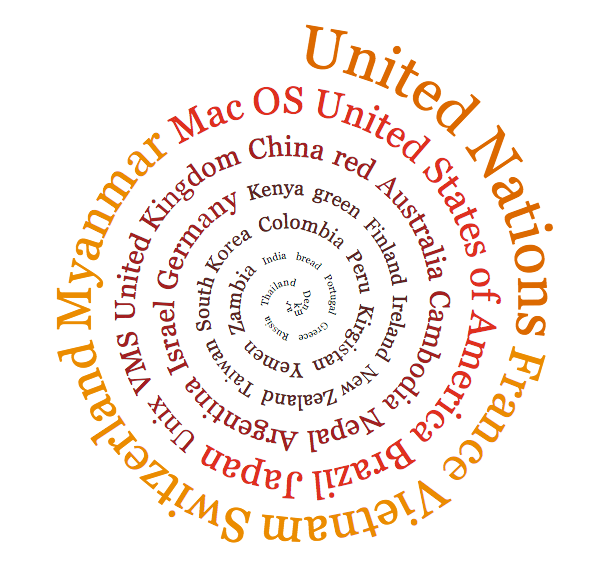 United Nations France Vietnam Switzerland Myanmar Mac OS United States of America Brazil Japan Unix VMS United Kingdom China red Australia Cambodia Nepal Argentina Israel Germany Kenya green Finland Ireland New Zealand Taiwan South Korea Colombia Peru Kirgistan Yemen Zambia India bread Portugal Greece Russia Thailand Denmark